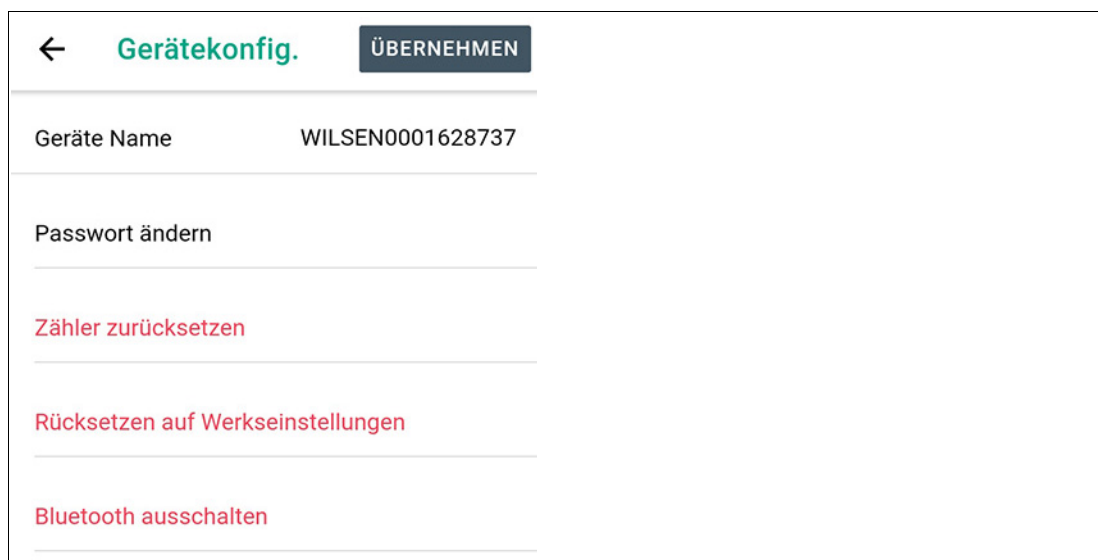 Gerätekonfig. ÜBERNEHMEN
Geräte Name WILSEN0001628737
Passwort ändern
Zähler zurücksetzen
Rücksetzen auf Werkseinstellungen
Bluetooth ausschalten